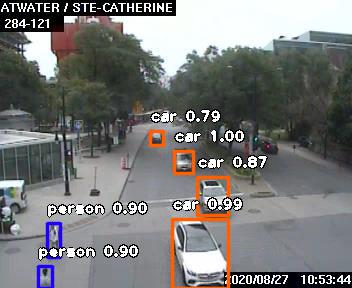 ATWATER / STE-CATHERINE
284-121
car 0.79
car 1.00
car 0.87
car 0.99
person 0.90
person 0.90
2020/08/27 10:53:44